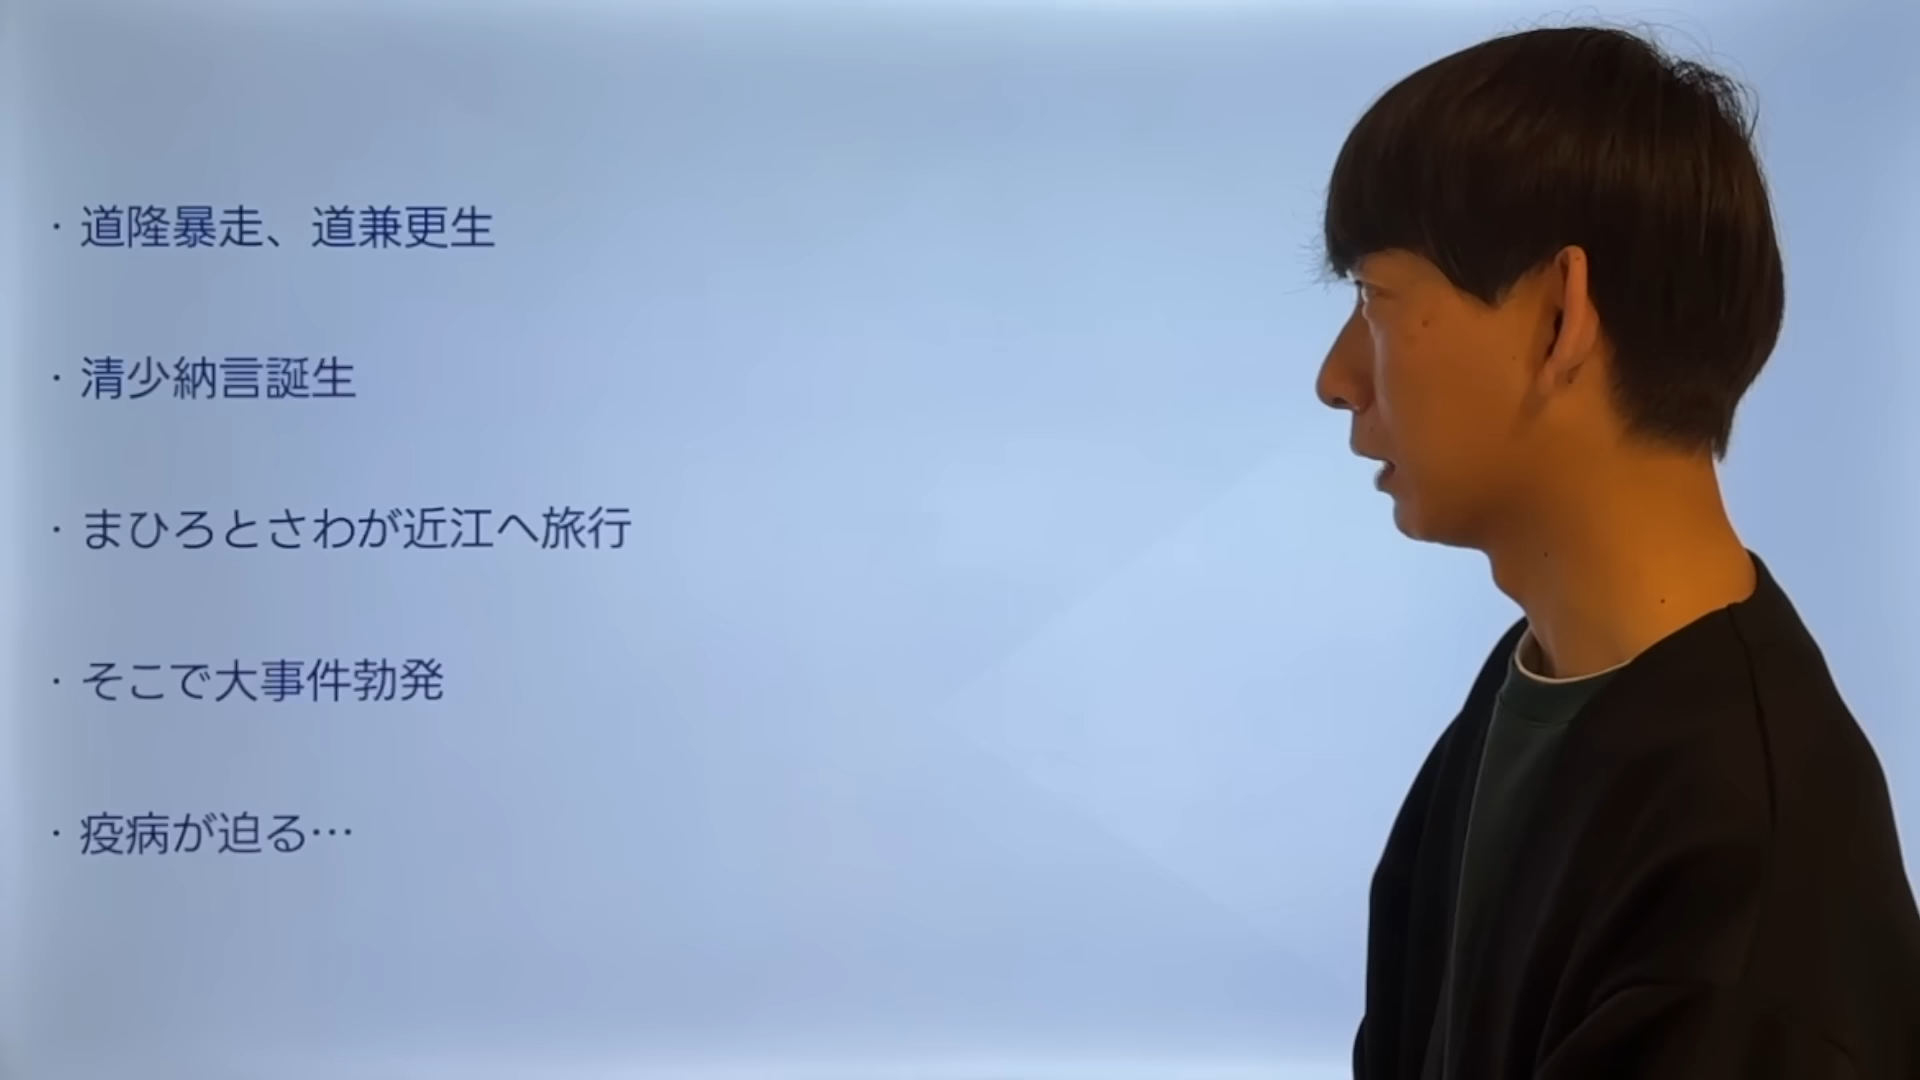 ・道隆暴走、道兼更生
・清少納言誕生
・まひろとさわが近江へ旅行
・そこで大事件勃発
・疫病が迫る…